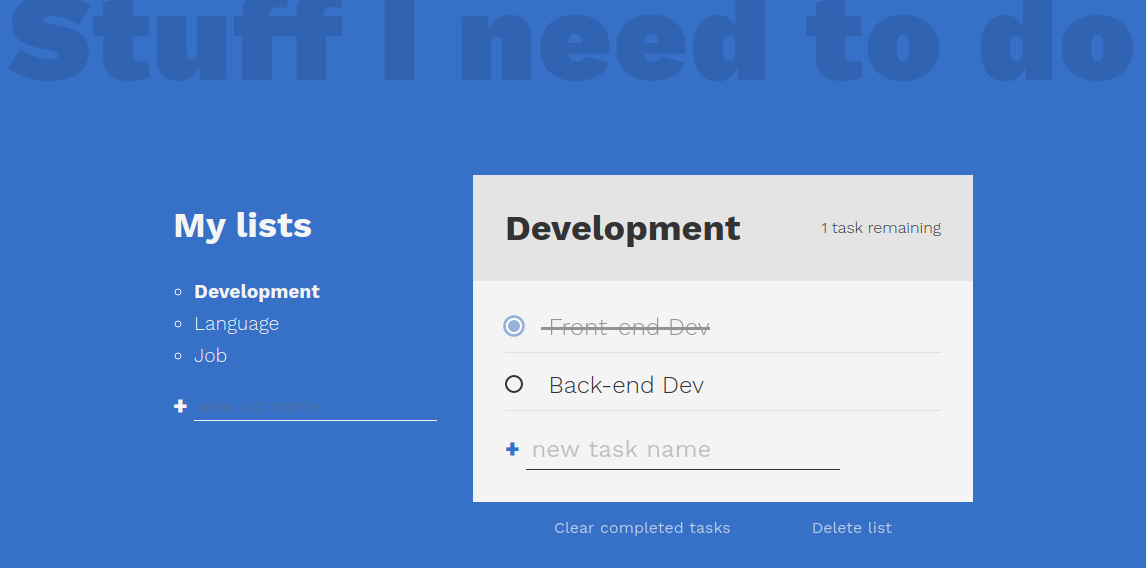 Stuff I need to do
My lists
Development
Language
Job
new list name
Development
1 task remaining
Front-end Dev
Back-end Dev
new task name
Clear completed tasks
Delete list